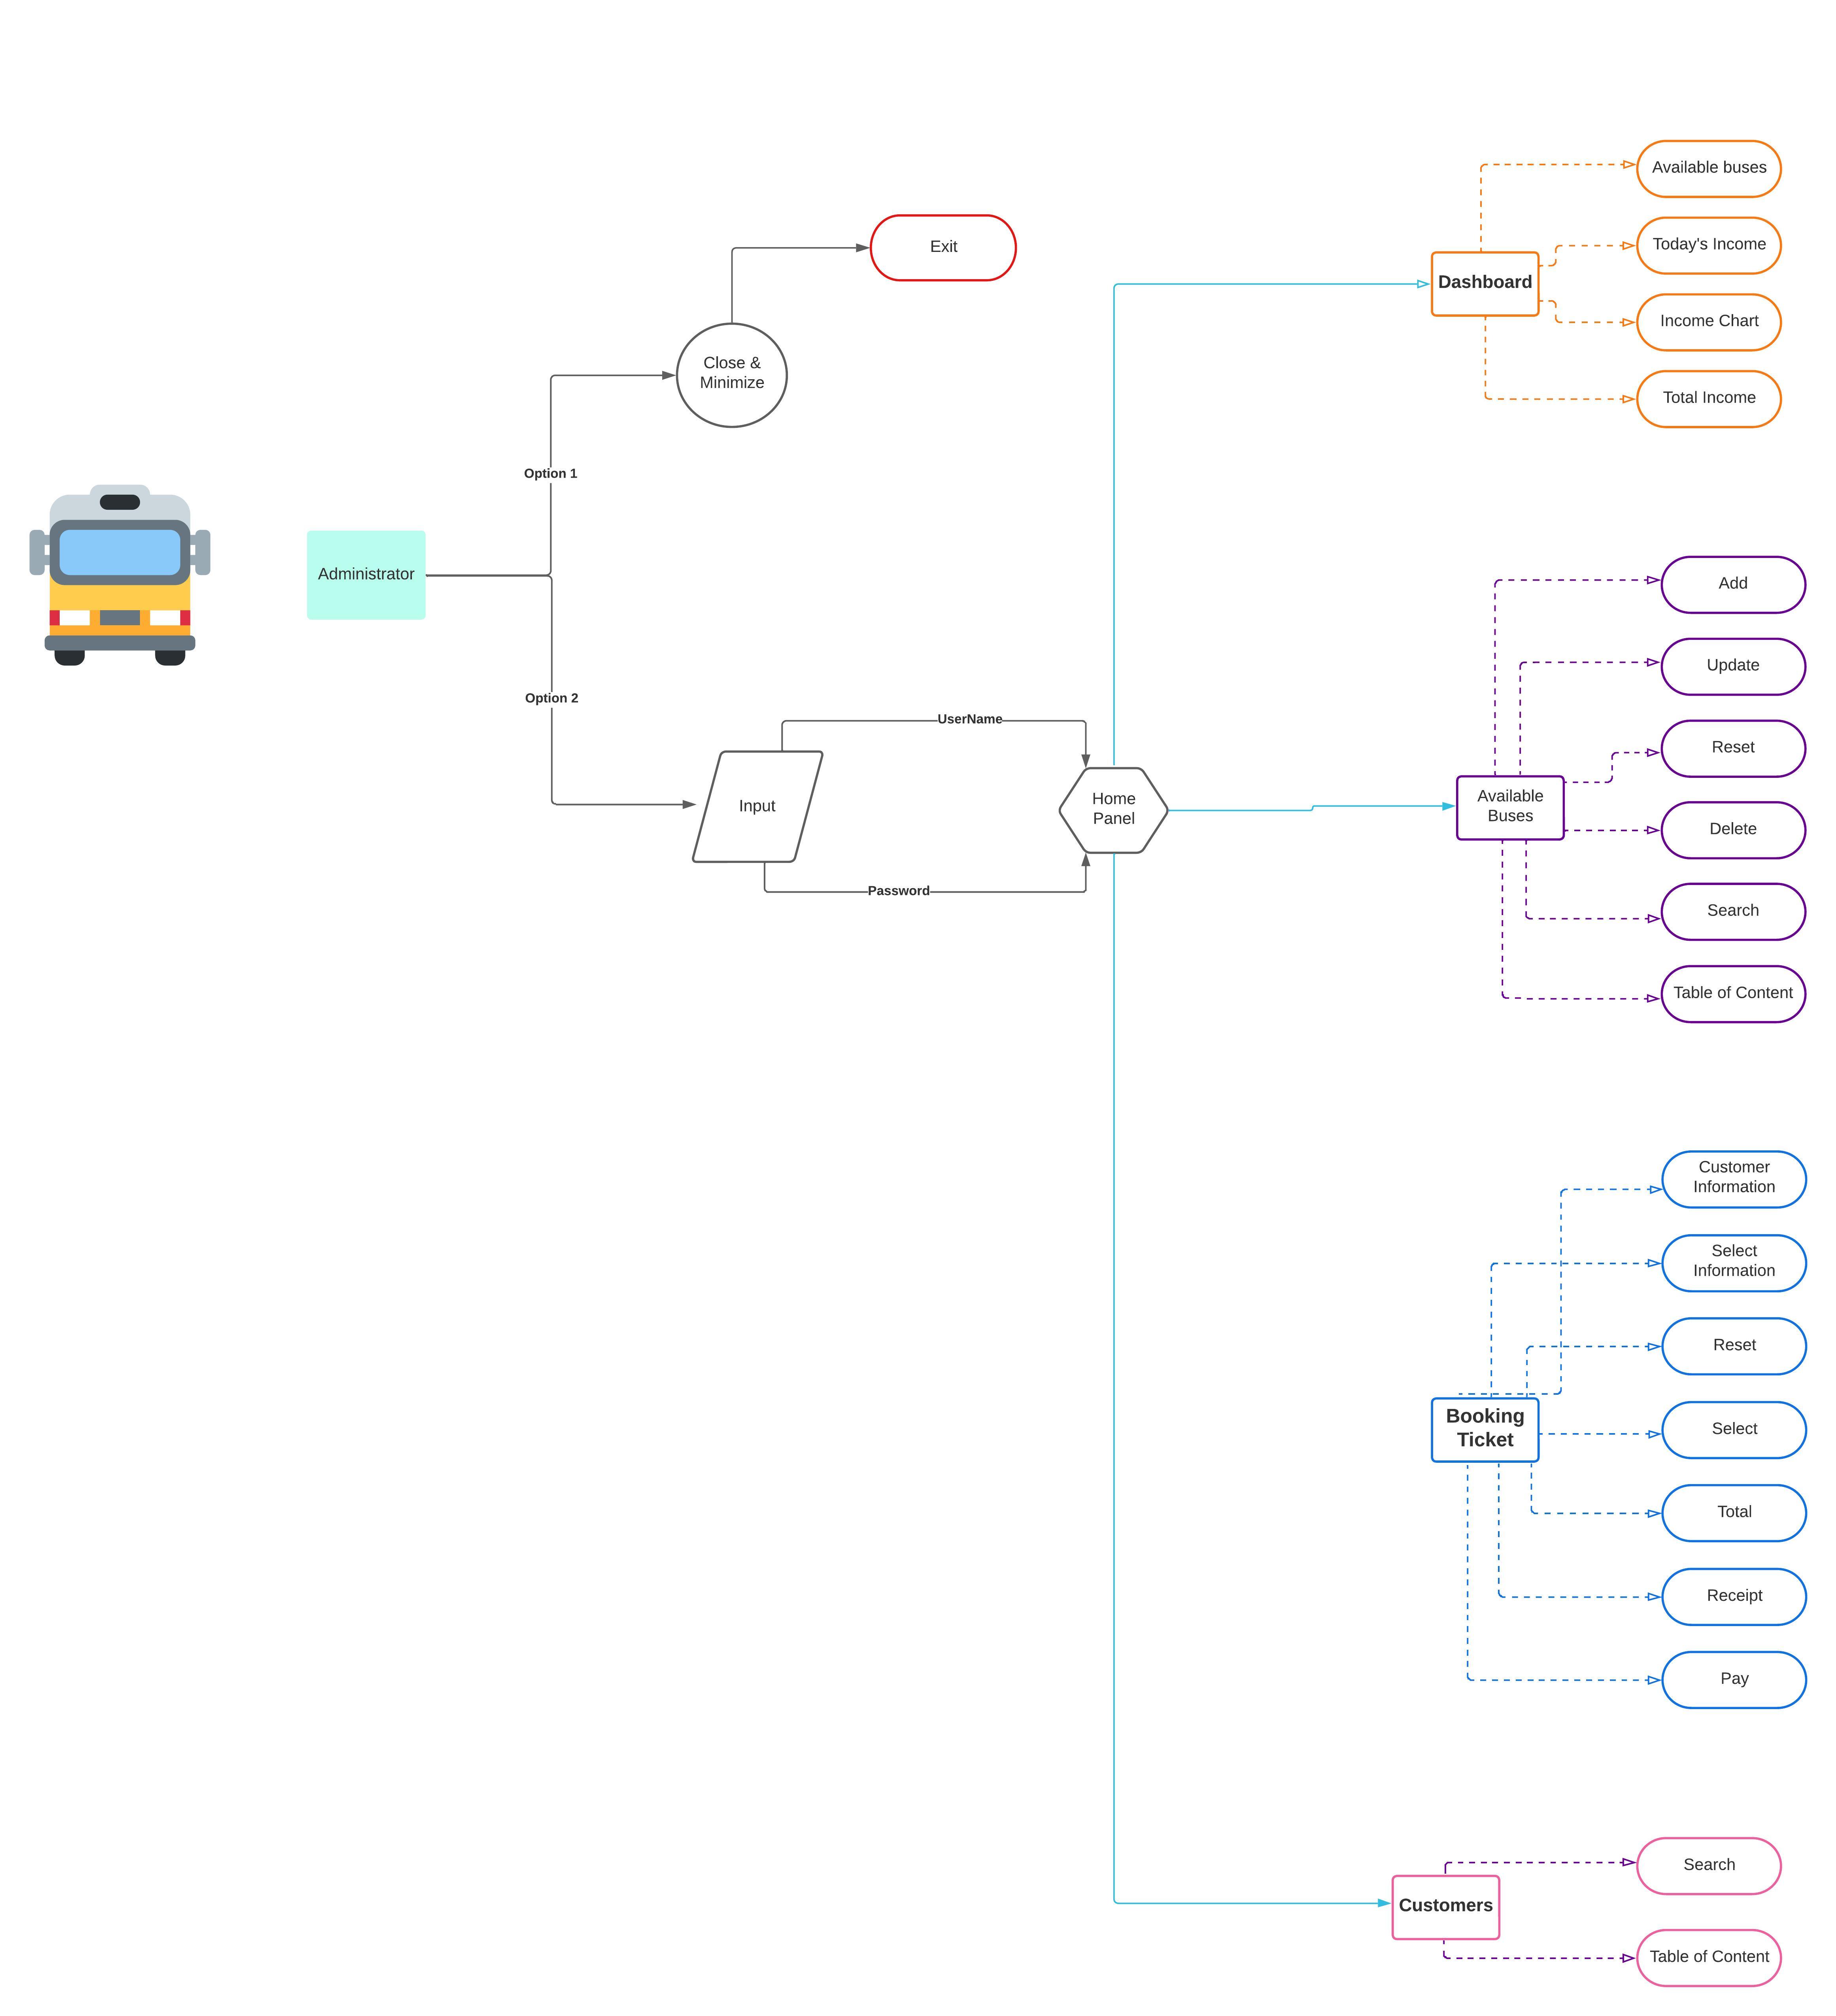 Administrator
Option 1
Option 2
Close &
Minimize
Exit
Input
UserName
Password
Home
Panel
Dashboard
Available buses
Today's Income
Income Chart
Total Income
Available
Buses
Add
Update
Reset
Delete
Search
Table of Content
Booking
Ticket
Customer
Information
Select
Information
Reset
Select
Total
Receipt
Pay
Customers
Search
Table of Content